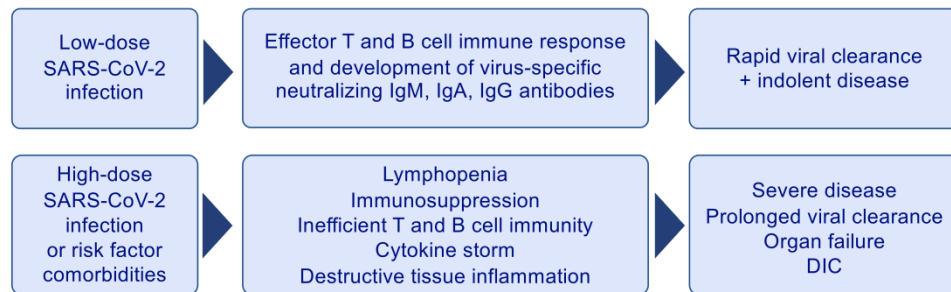 Low-dose
SARS-CoV-2
infection
Effector T and B cell immune response
and development of virus-specific
neutralizing IgM, IgA, IgG antibodies
Rapid viral clearance
+ indolent disease
High-dose
SARS-CoV-2
infection
or risk factor
comorbidities
Lymphopenia
Immunosuppression
Inefficient T and B cell immunity
Cytokine storm
Destructive tissue inflammation
Severe disease
Prolonged viral clearance
Organ failure
DIC